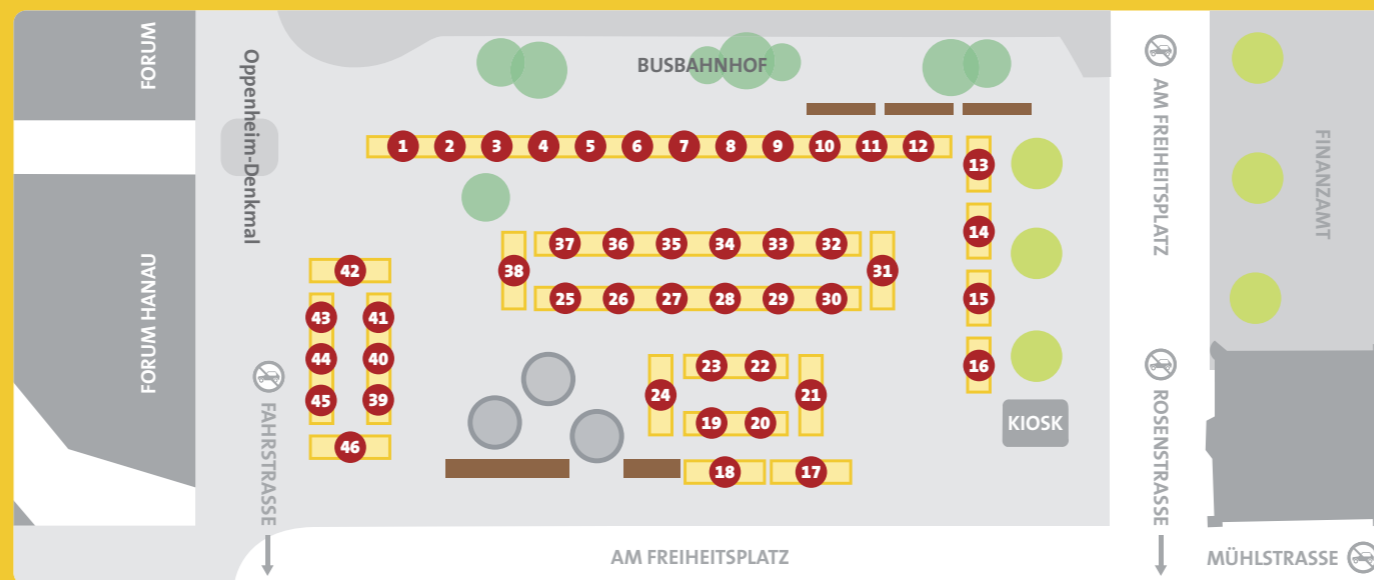 FORUM
Oppenheim-Denkmal
BUSBAHNHOF
AM FREIHEITSPLATZ
FINANZAMT
1 2 3 4 5 6 7 8 9 10 11 12
13
14
15
16
37 36 35 34 33 32
38
31
25 26 27 28 29 30
42
43 41
44 40
45 39
46
23 22
24
21
19 20
18 17
KIOSK
FORUM HANAU
FAHRSTRASSE
ROSENSTRASSE
AM FREIHEITSPLATZ
MÜHLSTRASSE